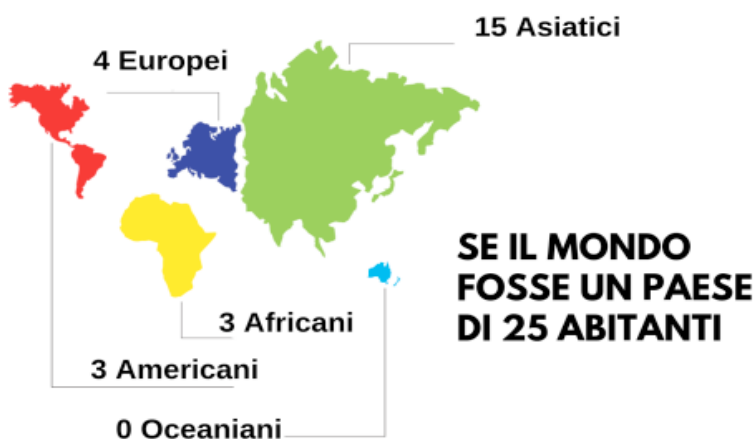 15 Asiatici
4 Europei
SE IL MONDO
FOSSE UN PAESE
DI 25 ABITANTI
3 Africani
3 Americani
0 Oceaniani